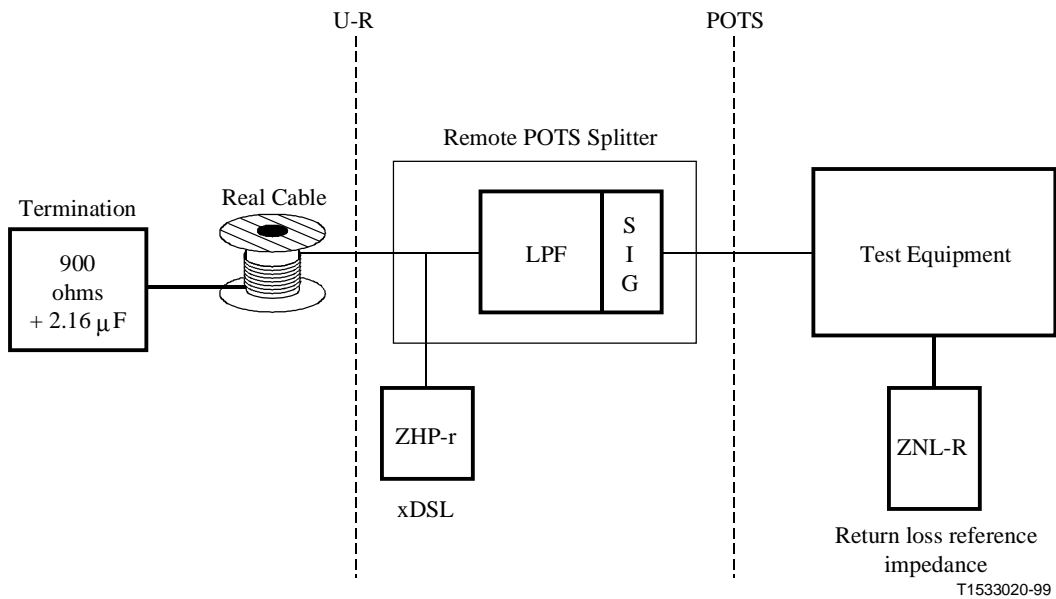 U-R
POTS
Remote POTS Splitter
Termination
Real Cable
900
ohms
+ 2.16 μF
LPF
S
I
G
Test Equipment
ZHP-r
xDSL
ZNL-R
Return loss reference
impedance
T1533020-99